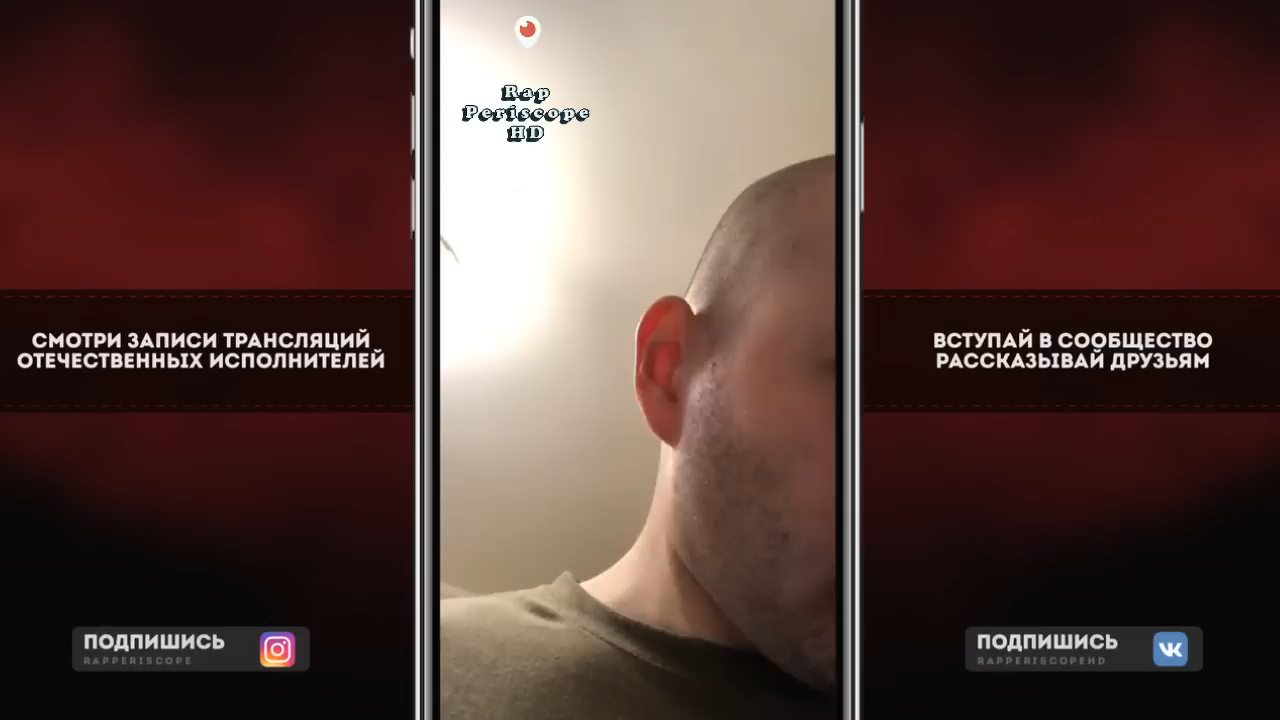 Rap
Periscope
HD
СМОТРИ ЗАПИСИ ТРАНСЛЯЦИЙ
ОТЕЧЕСТВЕННЫХ ИСПОЛНИТЕЛЕЙ
ВСТУПАЙ В СООБЩЕСТВО
РАССКАЗЫВАЙ ДРУЗЬЯМ
ПОДПИШИСЬ
RAPPERISCOPE
ПОДПИШИСЬ
RAPPERISCOPEHD